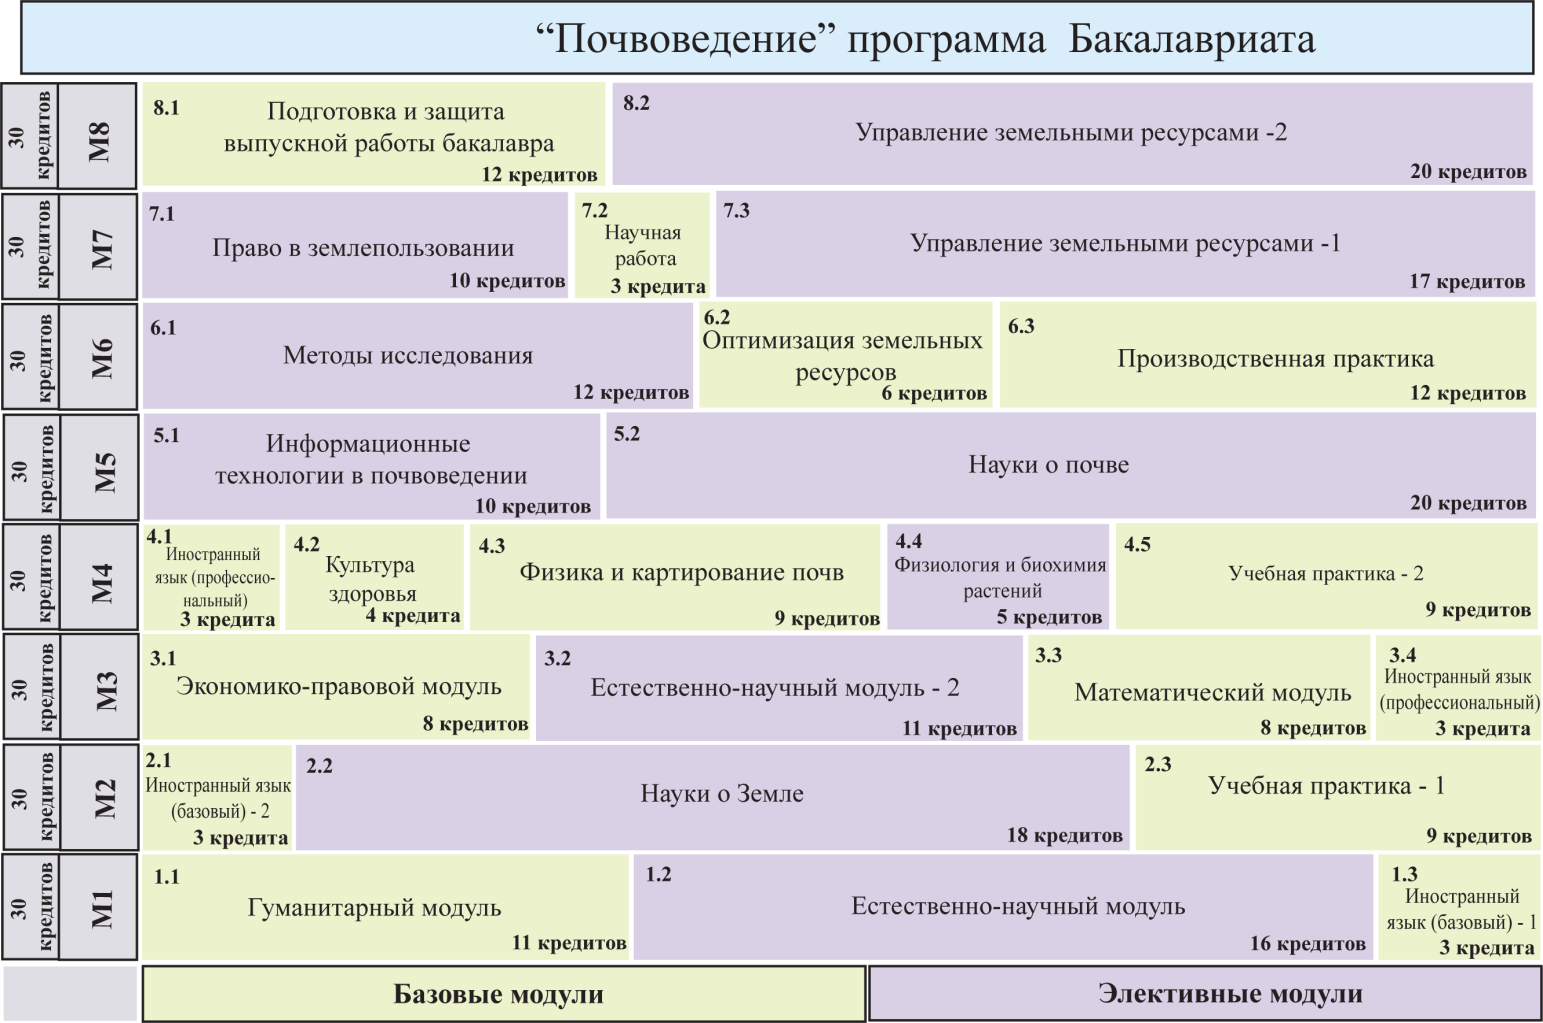 “Почвоведение” программа Бакалавриата
30
кредитов
М8
8.1
Подготовка и защита
выпускной работы бакалавра
12 кредитов
8.2
Управление земельными ресурсами -2
20 кредитов
30
кредитов
М7
7.1
Право в землепользовании
10 кредитов
7.2
Научная
работа
3 кредита
7.3
Управление земельными ресурсами -1
17 кредитов
30
кредитов
М6
6.1
Методы исследования
12 кредитов
6.2
Оптимизация земельных
ресурсов
6 кредитов
6.3
Производственная практика
12 кредитов
30
кредитов
М5
5.1
Информационные
технологии в почвоведении
10 кредитов
5.2
Науки о почве
20 кредитов
30
кредитов
М4
4.1
Иностранный
язык (профессио-
нальный)
3 кредита
4.2
Культура
здоровья
4 кредита
4.3
Физика и картирование почв
9 кредитов
4.4
Физиология и биохимия
растений
5 кредитов
4.5
Учебная практика - 2
9 кредитов
30
кредитов
М3
3.1
Экономико-правовой модуль
8 кредитов
3.2
Естественно-научный модуль - 2
11 кредитов
3.3
Математический модуль
8 кредитов
3.4
Иностранный язык
(профессиональный)
3 кредита
30
кредитов
М2
2.1
Иностранный язык
(базовый) - 2
3 кредита
2.2
Науки о Земле
18 кредитов
2.3
Учебная практика - 1
9 кредитов
30
кредитов
М1
1.1
Гуманитарный модуль
11 кредитов
1.2
Естественно-научный модуль
16 кредитов
1.3
Иностранный
язык (базовый) - 1
3 кредита
Базовые модули
Элективные модули